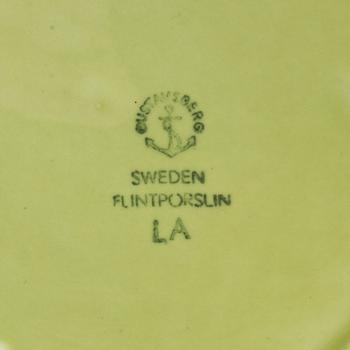 GUSTAVSBERG
SWEDEN
FLINTPORSLIN
LA